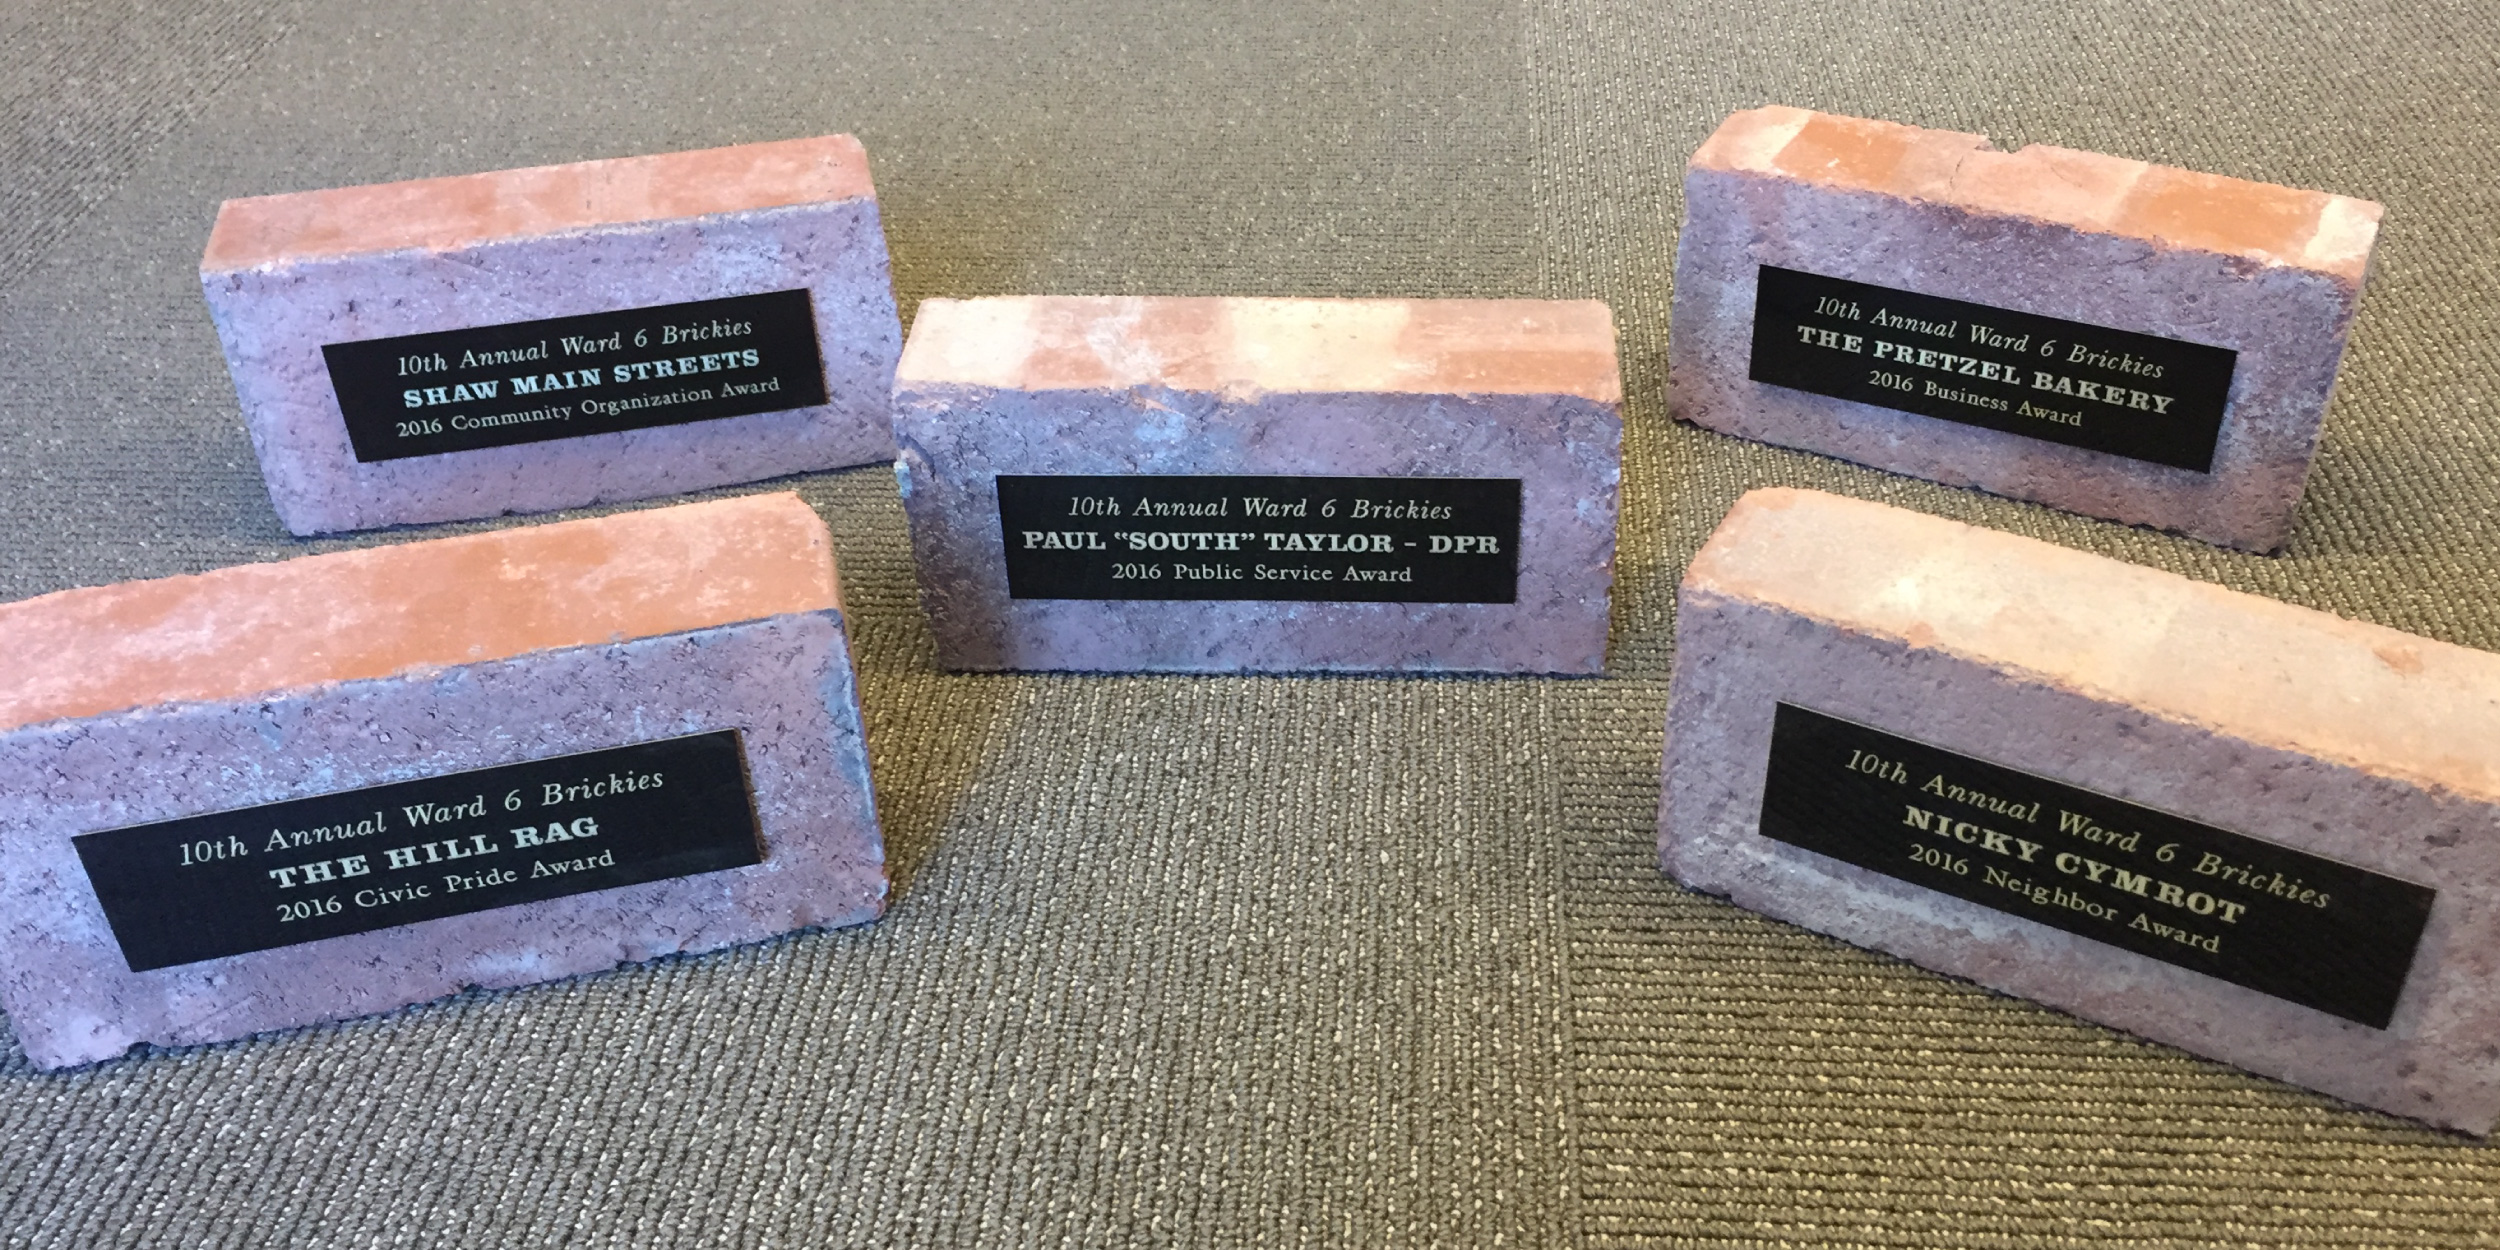 10th Annual Ward 6 Brickies
SHAW MAIN STREETS
2016 Community Organization Award
10th Annual Ward 6 Brickies
THE PRETZEL BAKERY
2016 Business Award
10th Annual Ward 6 Brickies
PAUL “SOUTH” TAYLOR – DPR
2016 Public Service Award
10th Annual Ward 6 Brickies
THE HILL RAG
2016 Civic Pride Award
10th Annual Ward 6 Brickies
NICKY CYMROT
2016 Neighbor Award